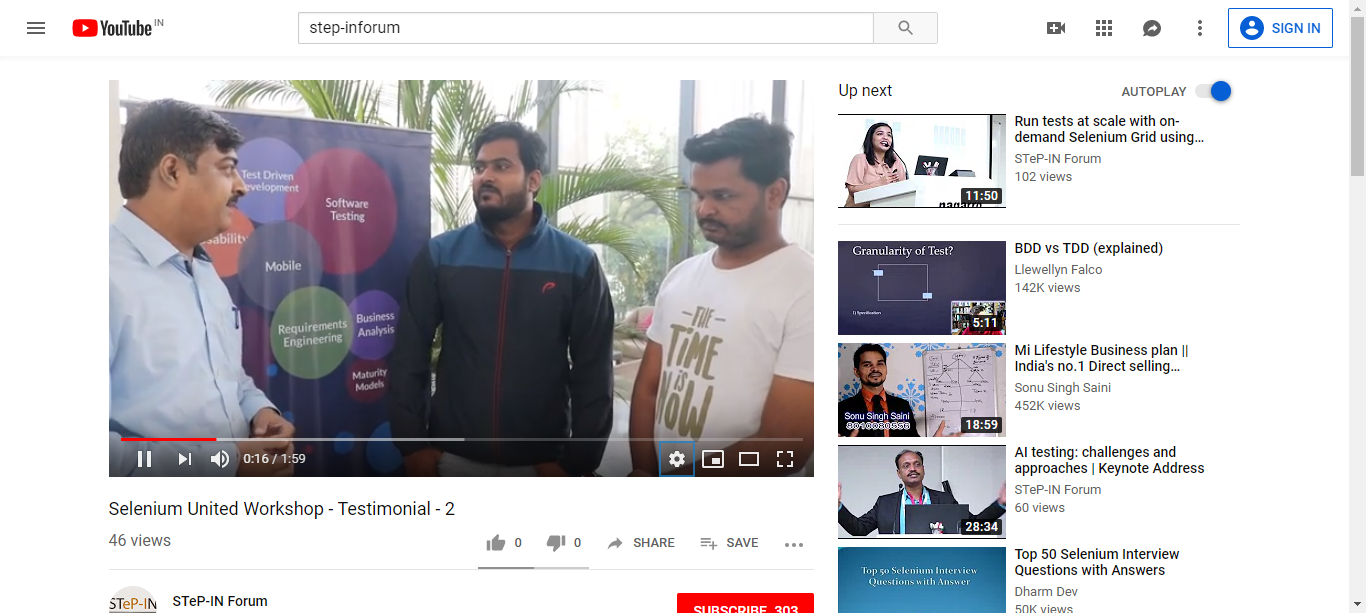 YouTube IN
step-inforum
SIGN IN
Test Driven
Development
Software
Testing
Usability
Mobile
Requirements
Engineering
Business
Analysis
Maturity
Models
THE
TIME
IS
NOW
0:16 / 1:59
Selenium United Workshop - Testimonial - 2
46 views
0
0
SHARE
SAVE
STeP-IN
STeP-IN Forum
SUBSCRIBE 303
Up next
AUTOPLAY
11:50
Run tests at scale with on-
demand Selenium Grid using...
STeP-IN Forum
102 views
Granularity of Test?
5:11
BDD vs TDD (explained)
Llewellyn Falco
142K views
Sonu Singh Saini
8010080556
18:59
Mi Lifestyle Business plan ||
India's no.1 Direct selling...
Sonu Singh Saini
452K views
28:34
AI testing: challenges and
approaches | Keynote Address
STeP-IN Forum
60 views
Top 50 Selenium Interview
Questions with Answer
Top 50 Selenium Interview
Questions with Answers
Dharm Dev
50K views